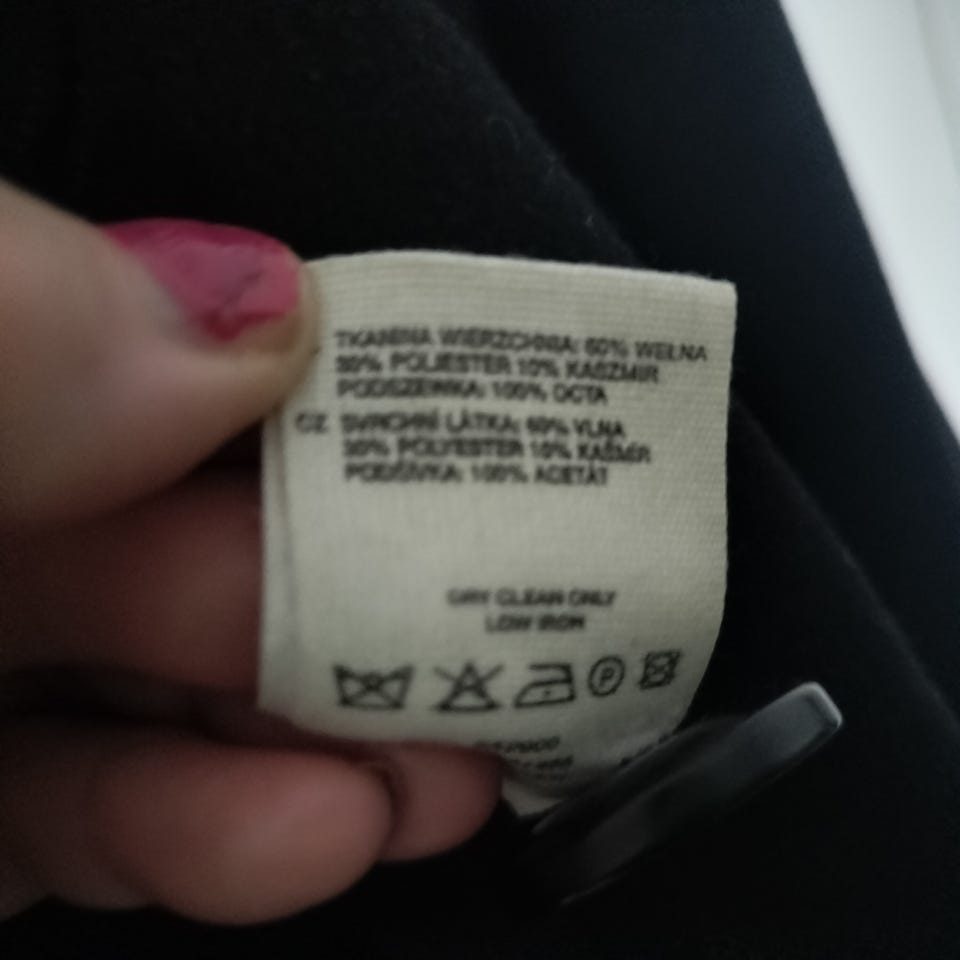 TKANINA WIERZCHNIA: 60% WEŁNA
30% POLIESTER 10% KASZMIR
PODSZEWKA: 100% OCTA
CZ SVRCHNÍ LÁTKA: 60% VLNA
30% POLYESTER 10% KAŠMÍR
PODŠÍVKA: 100% ACETÁT
DRY CLEAN ONLY
LOW IRON
P